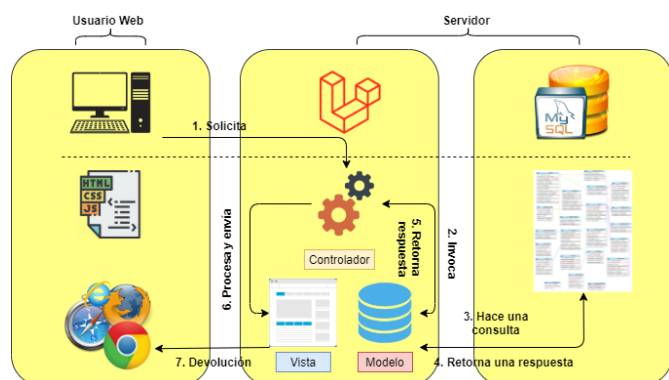 Usuario Web
Servidor
1. Solicita
My
SQL
HTML
CSS
JS
Controlador
6. Procesa y envía
5. Retorna
respuesta
2. Invoca
3. Hace una
consulta
7. Devolución
Vista
Modelo
4. Retorna una respuesta